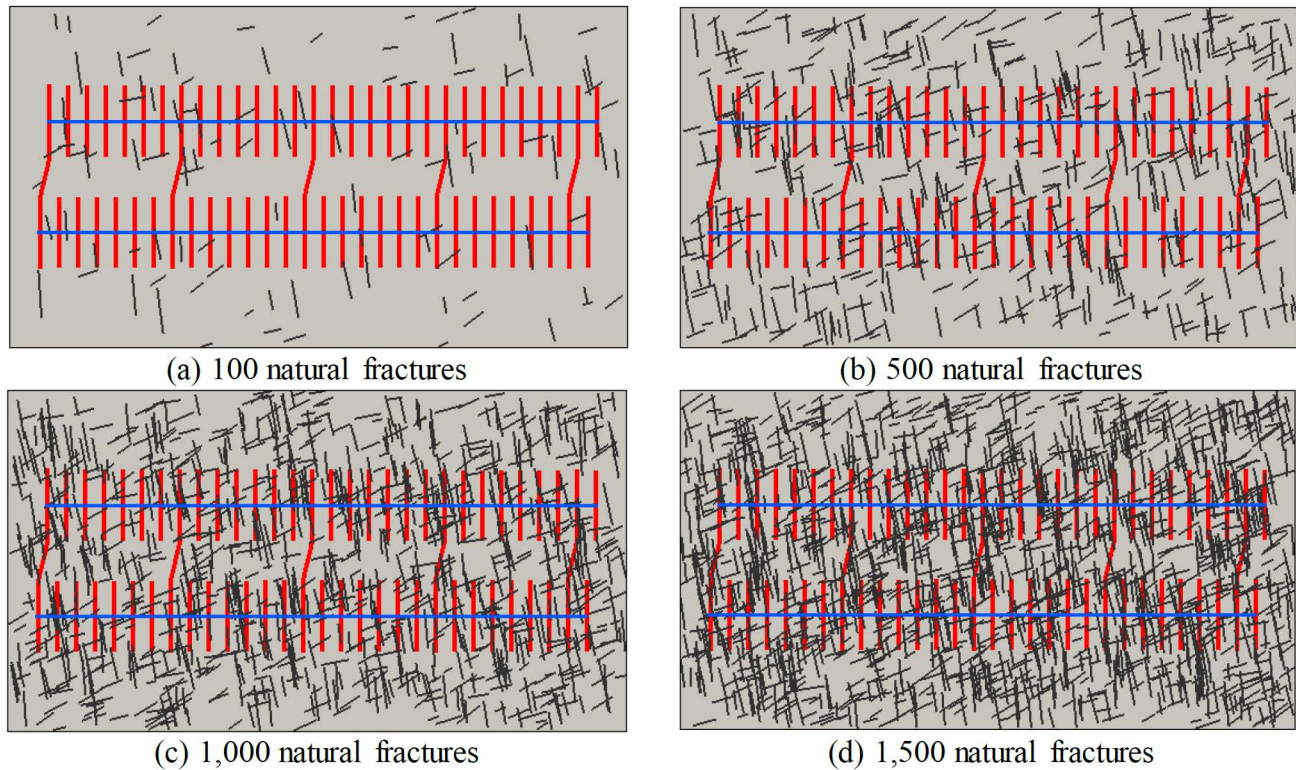 (a) 100 natural fractures
(b) 500 natural fractures
(c) 1,000 natural fractures
(d) 1,500 natural fractures